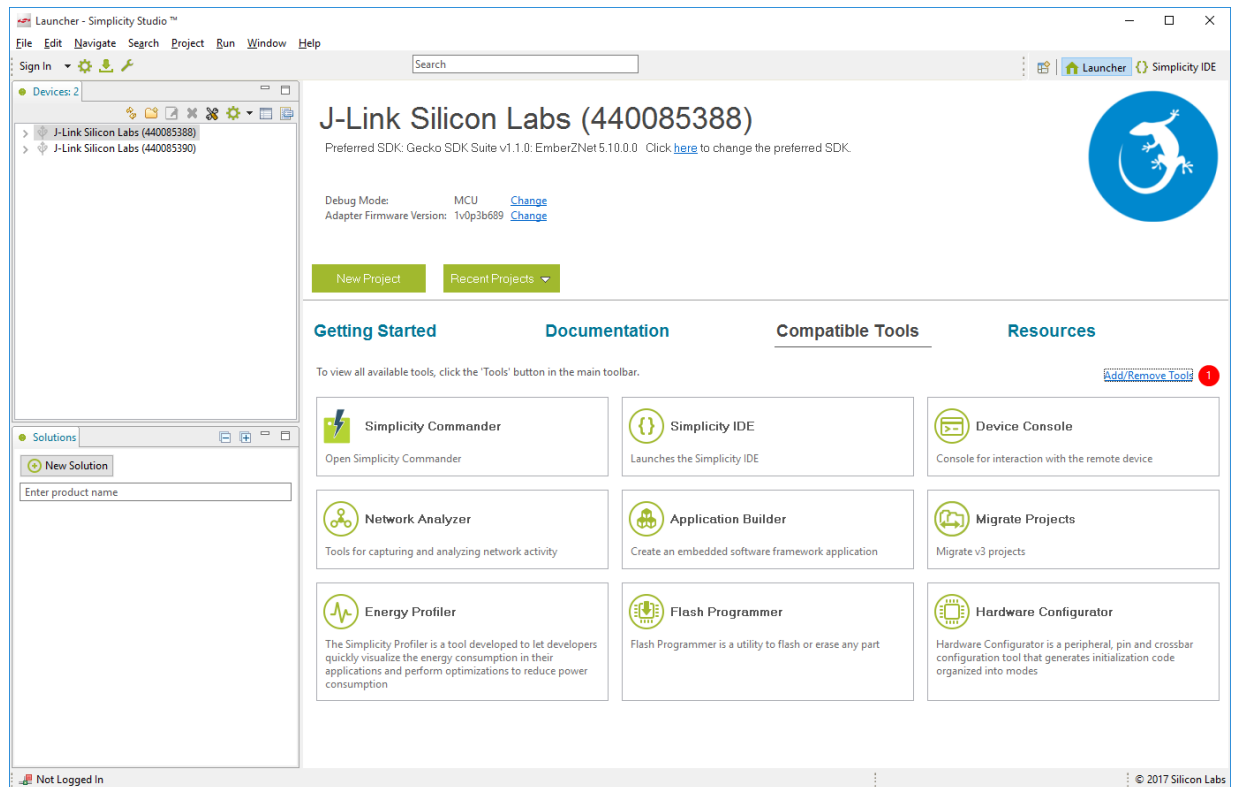 Launcher - Simplicity Studio ™
File Edit Navigate Search Project Run Window Help
Sign In
Search
Launcher
{} Simplicity IDE
Devices: 2
J-Link Silicon Labs (440085388)
J-Link Silicon Labs (440085390)
J-Link Silicon Labs (440085388)
Preferred SDK: Gecko SDK Suite v1.1.0: EmberZNet 5.10.0.0 Click here to change the preferred SDK.
Debug Mode: MCU Change
Adapter Firmware Version: 1v0p3b689 Change
New Project
Recent Projects
Getting Started
Documentation
Compatible Tools
Resources
To view all available tools, click the 'Tools' button in the main toolbar.
Add/Remove Tools
1
Simplicity Commander
Open Simplicity Commander
Simplicity IDE
Launches the Simplicity IDE
Device Console
Console for interaction with the remote device
Network Analyzer
Tools for capturing and analyzing network activity
Application Builder
Create an embedded software framework application
Migrate Projects
Migrate v3 projects
Energy Profiler
The Simplicity Profiler is a tool developed to let developers
quickly visualize the energy consumption in their
applications and perform optimizations to reduce power
consumption
Flash Programmer
Flash Programmer is a utility to flash or erase any part
Hardware Configurator
Hardware Configurator is a peripheral, pin and crossbar
configuration tool that generates initialization code
organized into modes
Solutions
New Solution
Enter product name
Not Logged In
© 2017 Silicon Labs